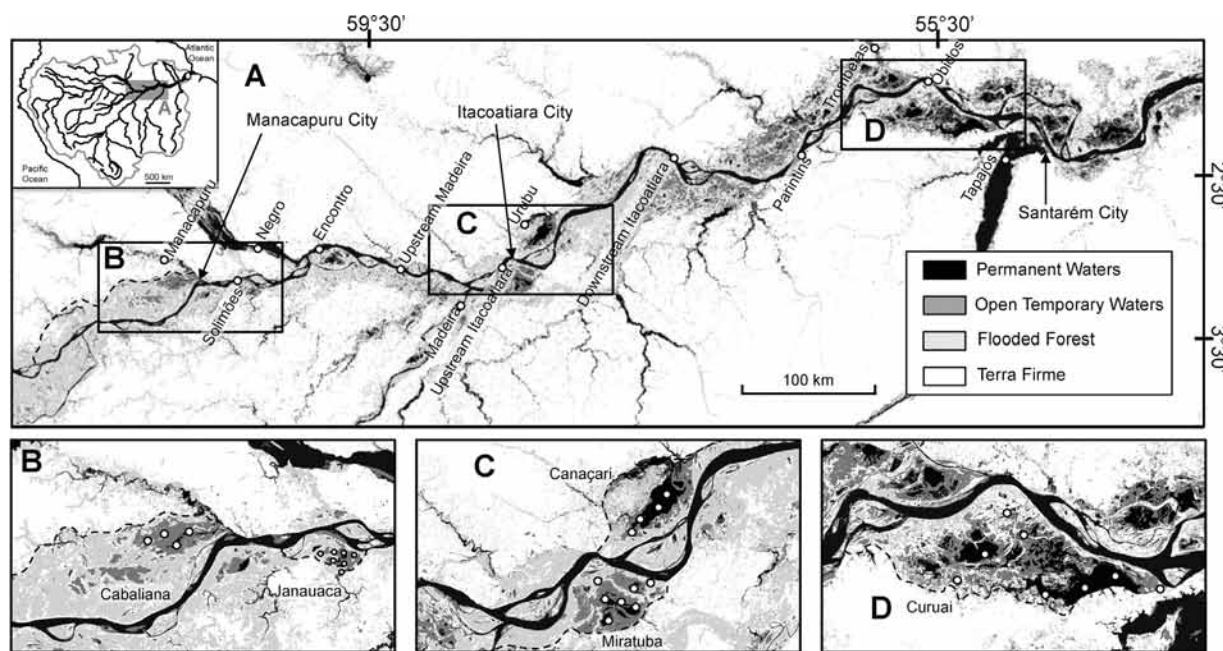 59°30'
55°30'
Atlantic
Ocean
A
Pacific
Ocean
500 km
A
Manacapuru City
Itacoatiara City
Manacapuru
Negro
Encontro
Upstream Madeira
Solimões
Madeira
Upstream Itacoatiara
Urubu
Downstream Itacoatiara
Parintins
Trombetas
Óbidos
Tapajós
Santarém City
B
C
D
2°30'
3°30'
100 km
Permanent Waters
Open Temporary Waters
Flooded Forest
Terra Firme
B
Cabaliana
Janauaca
C
Canaçari
Miratuba
D
Curuai